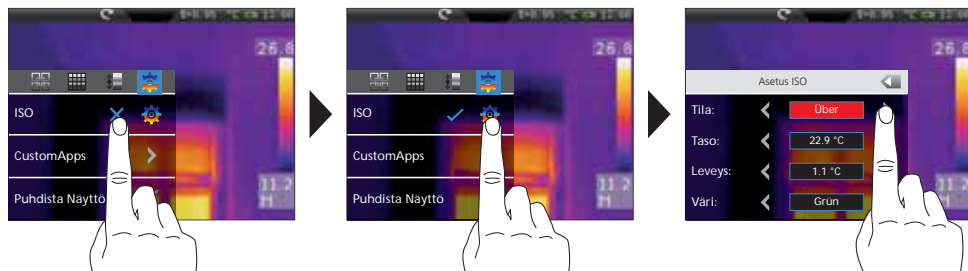 26.8
ISO
CustomApps
Puhdista Näyttö
11.2
H
26.8
ISO
CustomApps
Puhdista Näyttö
11.2
H
26.8
Asetus ISO
Tila: Über
Taso: 22.9 °C
Leveys: 1.1 °C
Väri: Grün
11.2
H